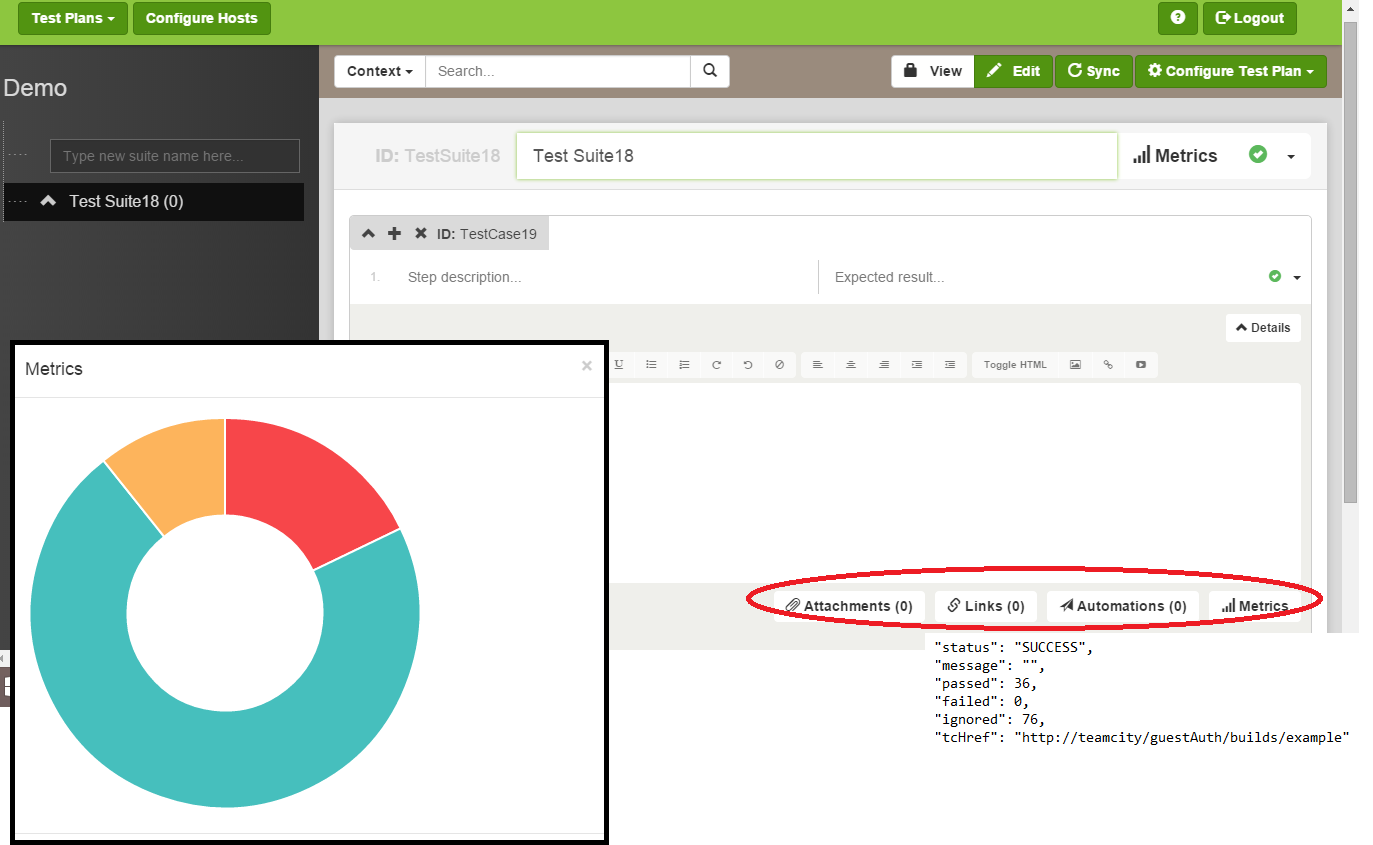 Test Plans
Configure Hosts
? Logout
Demo
Context
Search...
View
Edit
Sync
Configure Test Plan
Type new suite name here...
ID: TestSuite18
Test Suite18
Metrics
Test Suite18 (0)
ID: TestCase19
1. Step description...
Expected result...
Details
Metrics
×
U
Toggle HTML
Attachments (0)
Links (0)
Automations (0)
Metrics
"status": "SUCCESS",
"message": "",
"passed": 36,
"failed": 0,
"ignored": 76,
"tcHref": "http://teamcity/guestAuth/builds/example"